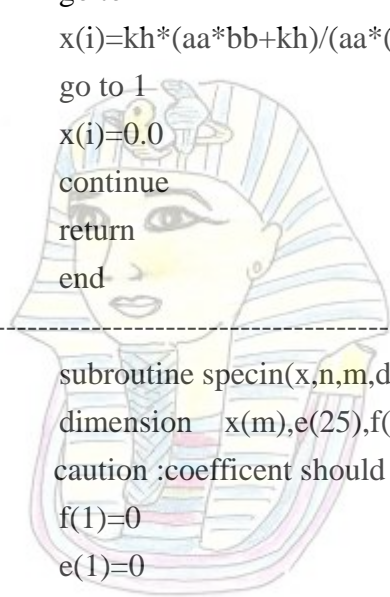 x(i)=kh*(aa*bb+kh)/(aa*(
go to 1
x(i)=0.0
continue
return
end
subroutine specin(x,n,m,d
dimension x(m),e(25),f(
caution :coefficent should
f(1)=0
e(1)=0